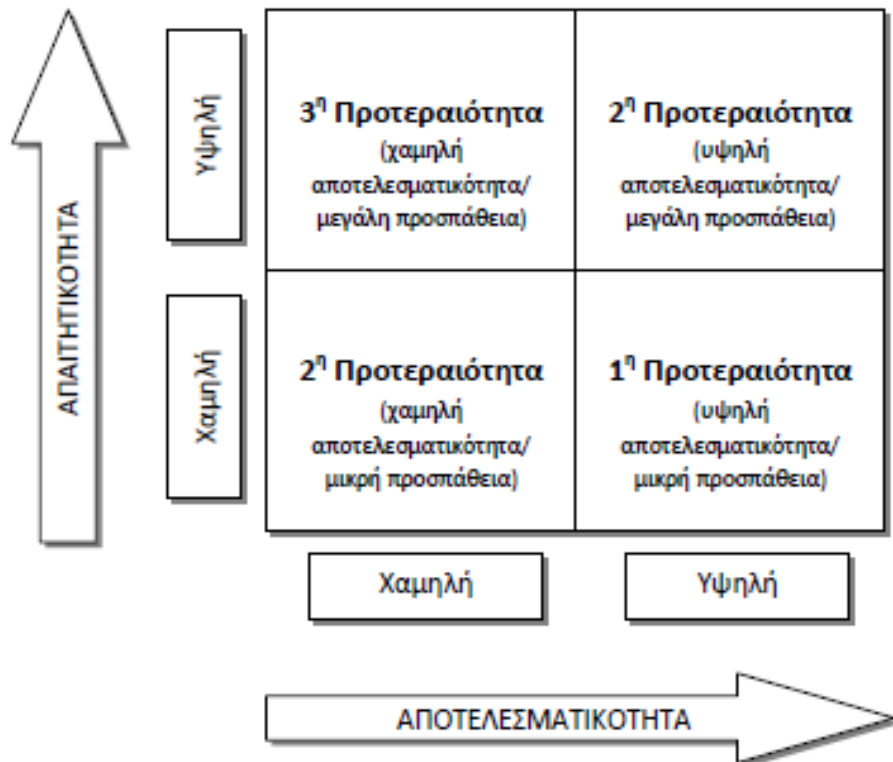 ΑΠΑΙΤΗΤΙΚΟΤΗΤΑ
Υψηλή
3η Προτεραιότητα
(χαμηλή
αποτελεσματικότητα/
μεγάλη προσπάθεια)
2η Προτεραιότητα
(υψηλή
αποτελεσματικότητα/
μεγάλη προσπάθεια)
Χαμηλή
2η Προτεραιότητα
(χαμηλή
αποτελεσματικότητα/
μικρή προσπάθεια)
1η Προτεραιότητα
(υψηλή
αποτελεσματικότητα/
μικρή προσπάθεια)
Χαμηλή
Υψηλή
ΑΠΟΤΕΛΕΣΜΑΤΙΚΟΤΗΤΑ